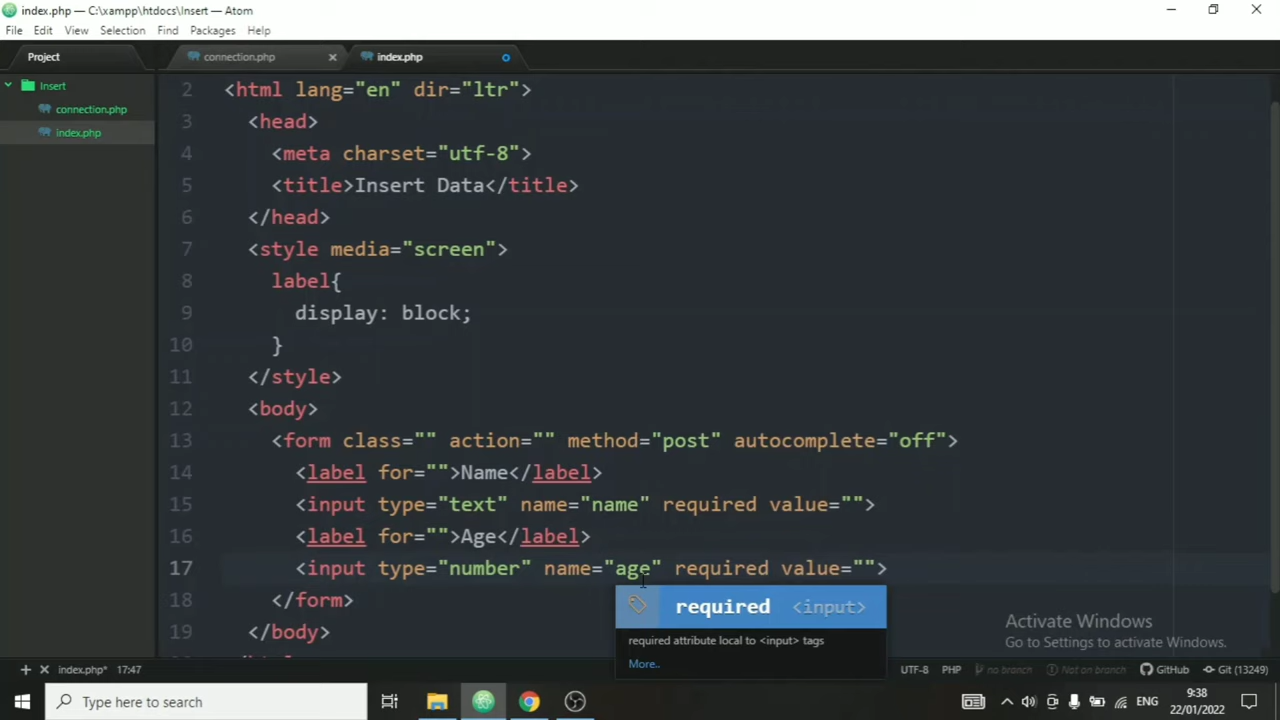 index.php — C:\xampp\htdocs\Insert — Atom
File Edit View Selection Find Packages Help
Project
connection.php
index.php
Insert
connection.php
index.php
2 <html lang="en" dir="ltr">
3 <head>
4 <meta charset="utf-8">
5 <title>Insert Data</title>
6 </head>
7 <style media="screen">
8 label{
9 display: block;
10 }
11 </style>
12 <body>
13 <form class="" action="" method="post" autocomplete="off">
14 <label for="">Name</label>
15 <input type="text" name="name" required value="">
16 <label for="">Age</label>
17 <input type="number" name="age" required value="">
18 </form>
19 </body>
required <input>
required attribute local to <input> tags
More..
Activate Windows
Go to Settings to activate Windows.
index.php* 17:47
UTF-8 PHP no branch Not on branch GitHub Git (13249)
Type here to search
ENG
9:38
22/01/2022